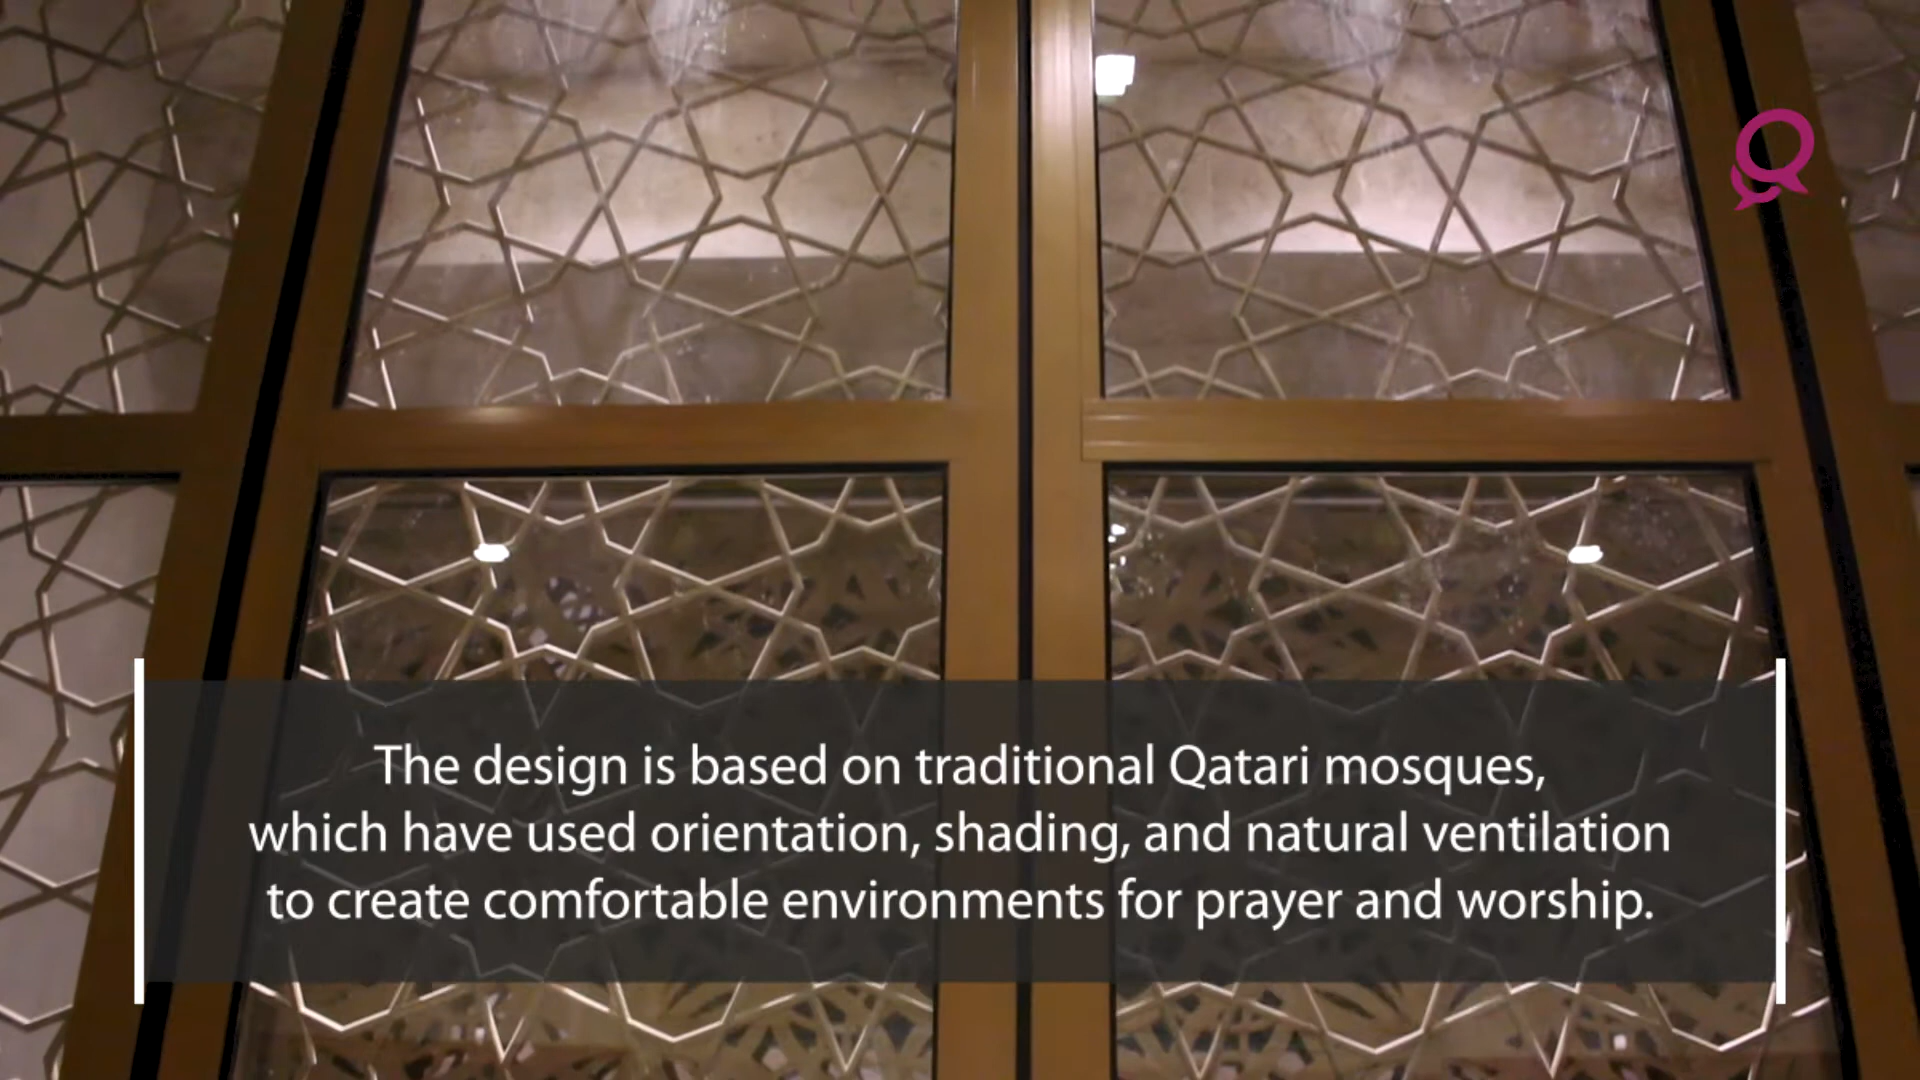 The design is based on traditional Qatari mosques,
which have used orientation, shading, and natural ventilation
to create comfortable environments for prayer and worship.